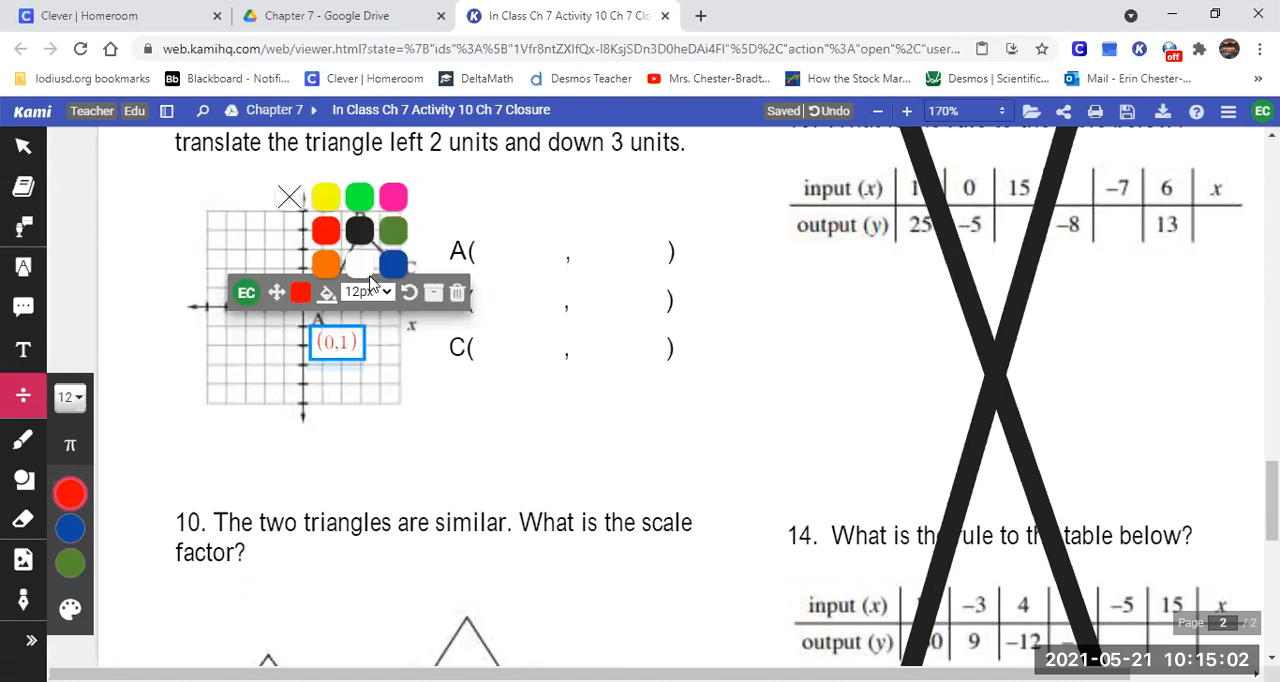 Clever | Homeroom
Chapter 7 - Google Drive
In Class Ch 7 Activity 10 Ch 7 Clo
web.kamihq.com/web/viewer.html?state=%7B"ids"%3A%5B"1Vfr8ntZXIfQx-I8KsjSDn3D0heDAi4Fl"%5D%2C"action"%3A"open"%2C"user...
lodiusd.org bookmarks
Blackboard - Notifi...
Clever | Homeroom
DeltaMath
Desmos Teacher
Mrs. Chester-Bradt...
How the Stock Mar...
Desmos | Scientific...
Mail - Erin Chester-...
»
Kami Teacher Edu Chapter 7 In Class Ch 7 Activity 10 Ch 7 Closure Saved Undo − + 170% EC
translate the triangle left 2 units and down 3 units.
A( , )
( , )
C( , )
EC 12px
A
x
(0,1)
12
π
T
10. The two triangles are similar. What is the scale
factor?
input (x) 0 15 −7 6 x
output (y) 25 −5 −8 13
14. What is the rule to the table below?
input (x) −3 4 −5 15 x
output (y) 9 −12
Page 2 / 2
2021-05-21 10:15:02